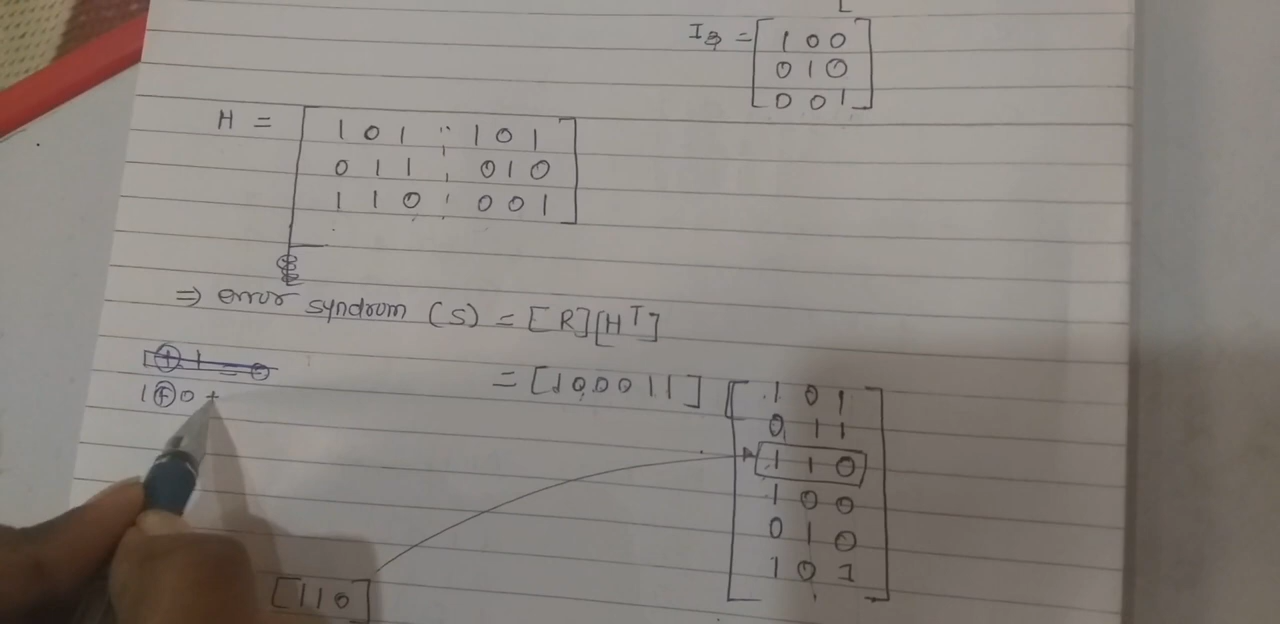 I3 = [ 1 0 0
0 1 0
0 0 1 ]
H = [ 1 0 1 ¦ 1 0 1
0 1 1 ¦ 0 1 0
1 1 0 ¦ 0 0 1 ]
⇒ error syndrom (S) = [R][Hᵀ]
1 ⊕ 0 +
= [1 0 0 0 1 1] [ 1 0 1
0 1 1
1 1 0
1 0 0
0 1 0
1 0 1 ]
[1 1 0]